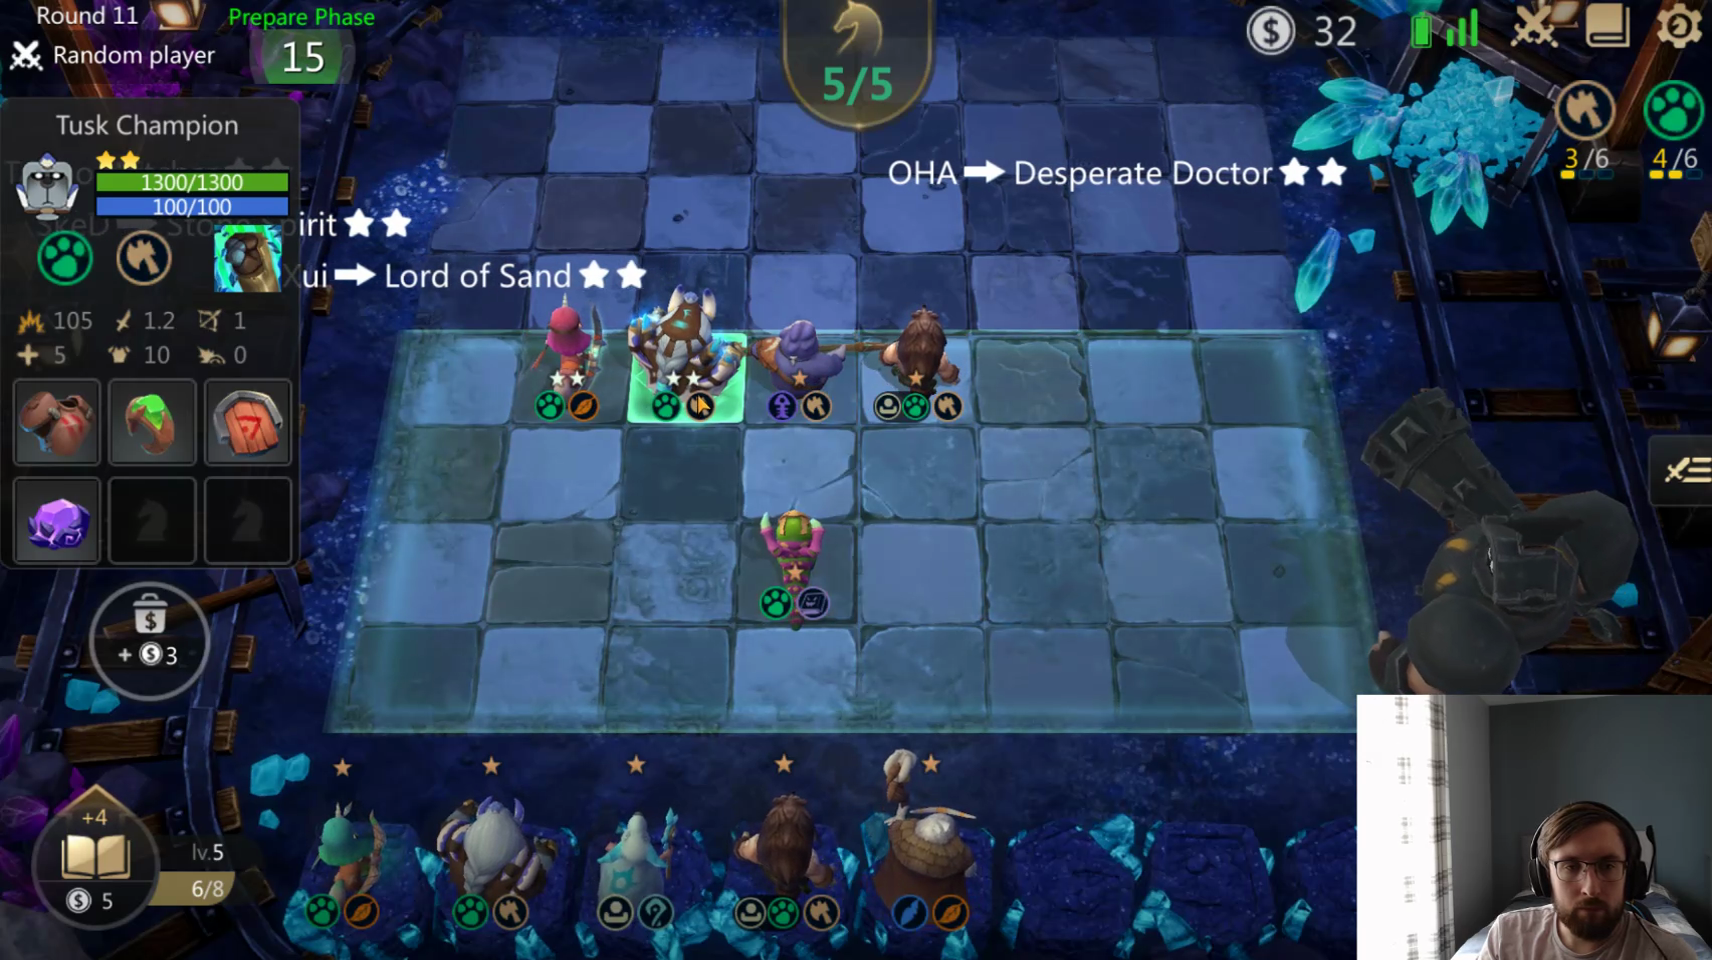 Round 11
Prepare Phase
Random player
15
5/5
32
Tusk Champion
1300/1300
100/100
105
1.2
1
5
10
0
OHA Desperate Doctor
Spirit
Xui Lord of Sand
3/6
4/6
+ 3
+4
lv.5
5
6/8